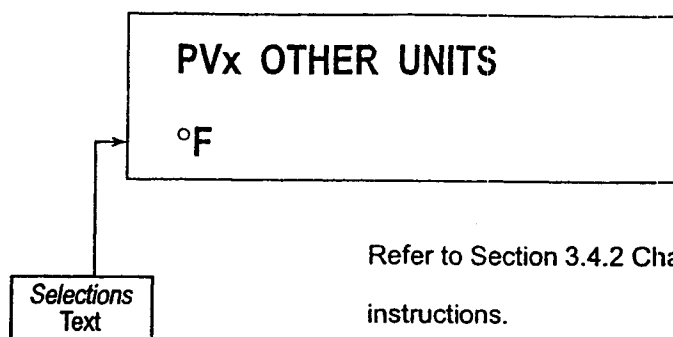 PVx OTHER UNITS
°F
Refer to Section 3.4.2
instructions.
Selections
Text